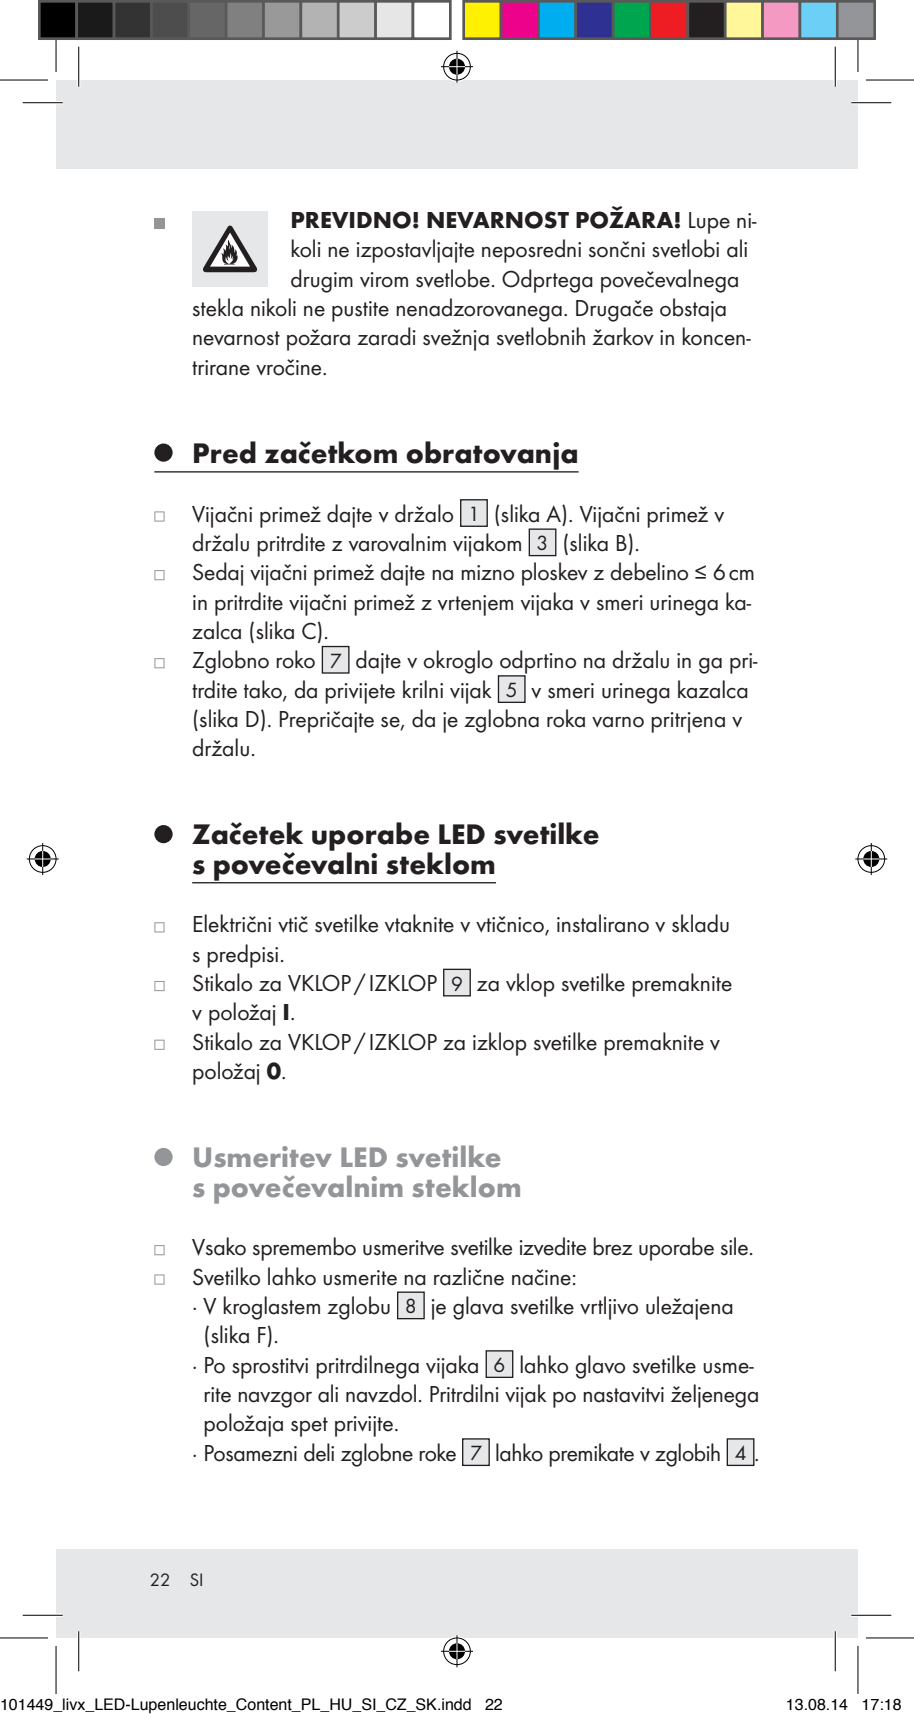 PREVIDNO! NEVARNOST POŽARA! Lupe ni-
koli ne izpostavljajte neposredni sončni svetlobi ali
drugim virom svetlobe. Odprtega povečevalnega
stekla nikoli ne pustite nenadzorovanega. Drugače obstaja
nevarnost požara zaradi svežnja svetlobnih žarkov in koncen-
trirane vročine.
Pred začetkom obratovanja
Vijačni primež dajte v držalo 1 (slika A). Vijačni primež v
držalu pritrdite z varovalnim vijakom 3 (slika B).
Sedaj vijačni primež dajte na mizno ploskev z debelino ≤ 6 cm
in pritrdite vijačni primež z vrtenjem vijaka v smeri urinega ka-
zalca (slika C).
Zglobno roko 7 dajte v okroglo odprtino na držalu in ga pri-
trdite tako, da privijete krilni vijak 5 v smeri urinega kazalca
(slika D). Prepričajte se, da je zglobna roka varno pritrjena v
držalu.
Začetek uporabe LED svetilke
s povečevalni steklom
Električni vtič svetilke vtaknite v vtičnico, instalirano v skladu
s predpisi.
Stikalo za VKLOP / IZKLOP 9 za vklop svetilke premaknite
v položaj I.
Stikalo za VKLOP / IZKLOP za izklop svetilke premaknite v
položaj 0.
Usmeritev LED svetilke
s povečevalnim steklom
Vsako spremembo usmeritve svetilke izvedite brez uporabe sile.
Svetilko lahko usmerite na različne načine:
· V kroglastem zglobu 8 je glava svetilke vrtljivo uležajena
(slika F).
· Po sprostitvi pritrdilnega vijaka 6 lahko glavo svetilke usme-
rite navzgor ali navzdol. Pritrdilni vijak po nastavitvi željenega
položaja spet privijte.
· Posamezni deli zglobne roke 7 lahko premikate v zglobih 4.
22 SI
101449_livx_LED-Lupenleuchte_Content_PL_HU_SI_CZ_SK.indd 22
13.08.14 17:18